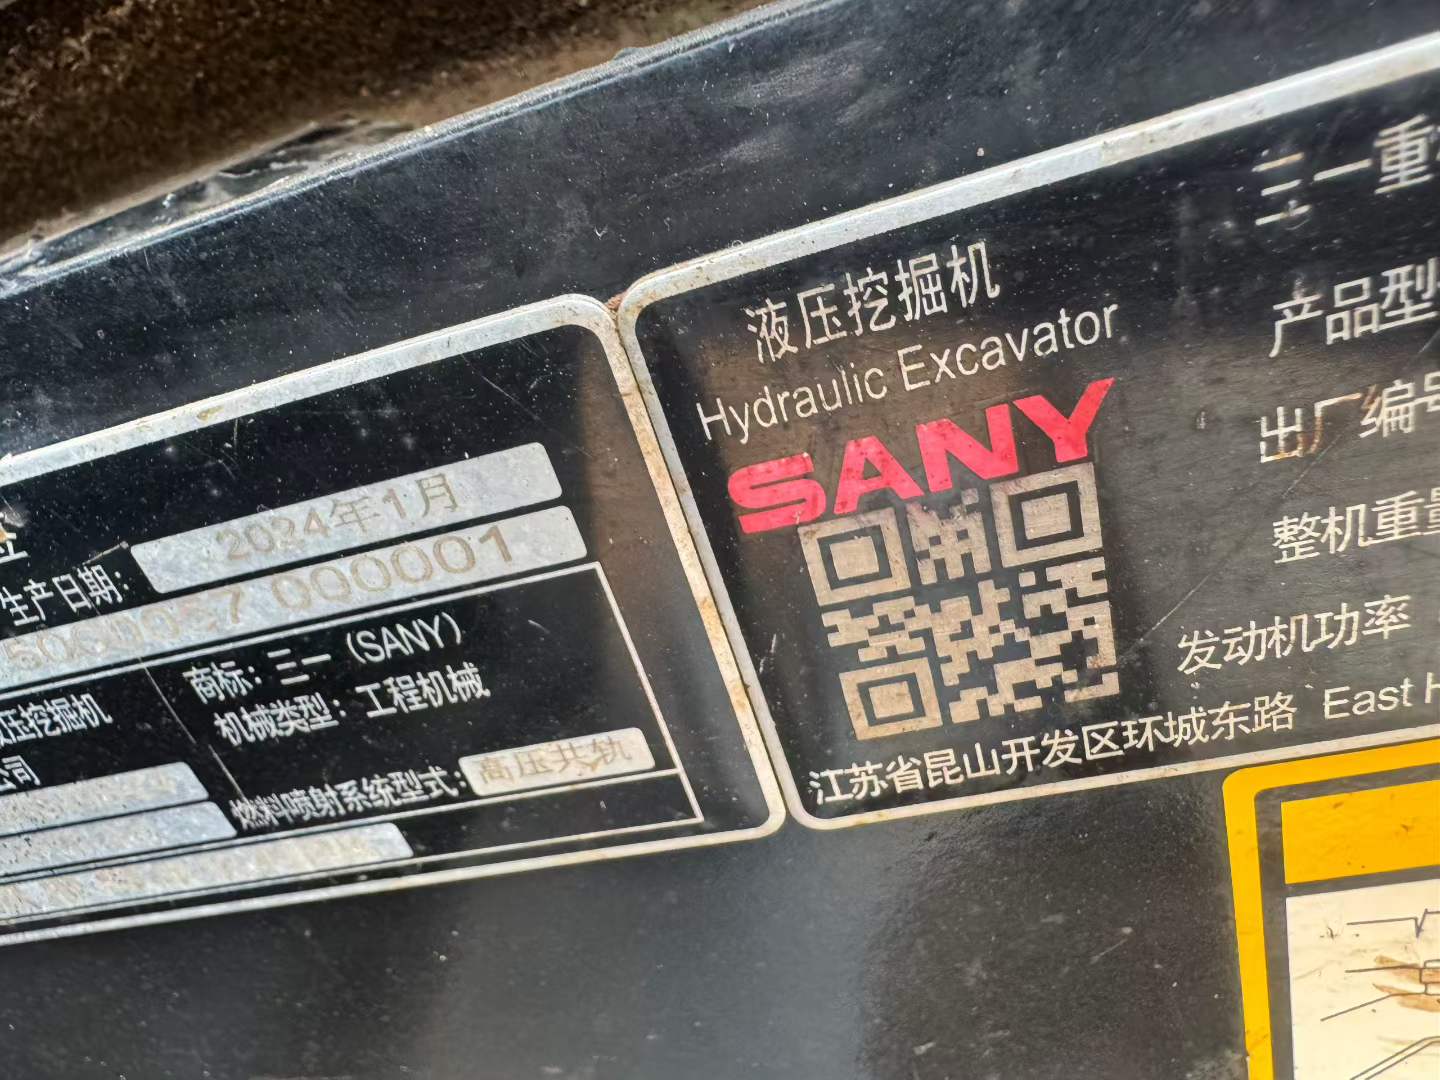 生产日期：2024年1月
000001
商标：三一（SANY）
机械类型：工程机械
压挖掘机
公司
燃料喷射系统型式：高压共轨
液压挖掘机
Hydraulic Excavator
SANY
三一重
产品型
出厂编号
整机重量
发动机功率
江苏省昆山开发区环城东路 East